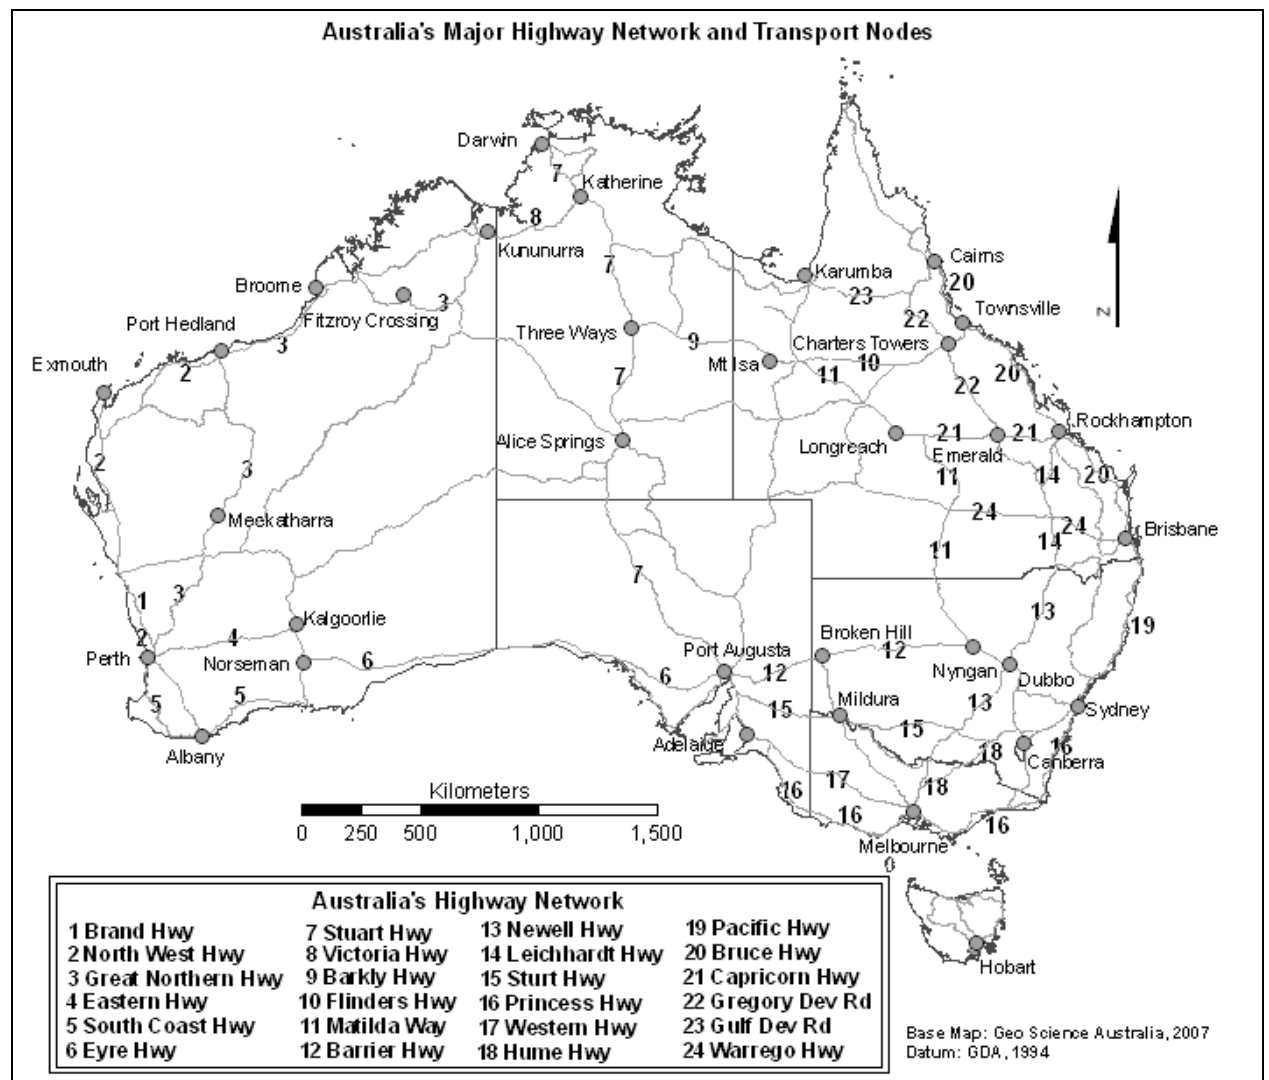 Australia's Major Highway Network and Transport Nodes
Darwin
7
Katherine
8
Kununurra
Cairns
7
Karumba
20
Broome
23
3
Fitzroy Crossing
Townsville
22
Port Hedland
Three Ways
3
9
Charters Towers
Exmouth
2
Mt Isa
10
20
7
11
22
Rockhampton
Alice Springs
Longreach
21
21
Emerald
2
3
11
14
20
Meekatharra
24
24
Brisbane
11
14
7
1
3
13
Kalgoorlie
2
4
19
Perth
Norseman
6
Port Augusta
Broken Hill
12
12
Nyngan
6
Dubbo
5
5
Mildura
13
15
15
Sydney
Albany
Adelaide
18
16
Canberra
17
16
18
16
16
Melbourne
0
Hobart
N
Kilometers
0 250 500 1,000 1,500
Australia's Highway Network
1 Brand Hwy
2 North West Hwy
3 Great Northern Hwy
4 Eastern Hwy
5 South Coast Hwy
6 Eyre Hwy
7 Stuart Hwy
8 Victoria Hwy
9 Barkly Hwy
10 Flinders Hwy
11 Matilda Way
12 Barrier Hwy
13 Newell Hwy
14 Leichhardt Hwy
15 Sturt Hwy
16 Princess Hwy
17 Western Hwy
18 Hume Hwy
19 Pacific Hwy
20 Bruce Hwy
21 Capricorn Hwy
22 Gregory Dev Rd
23 Gulf Dev Rd
24 Warrego Hwy
Base Map: Geo Science Australia, 2007
Datum: GDA, 1994